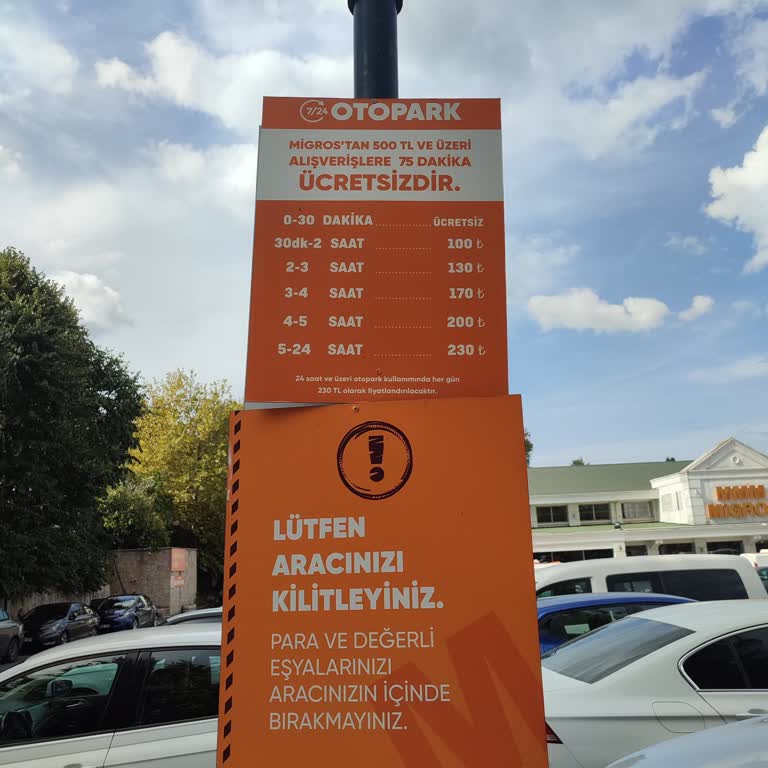 7/24 OTOPARK
MİGROS'TAN 500 TL VE ÜZERİ
ALIŞVERİŞLERE 75 DAKİKA
ÜCRETSİZDİR.
0-30 DAKİKA .............. ÜCRETSİZ
30dk-2 SAAT .............. 100 ₺
2-3 SAAT .............. 130 ₺
3-4 SAAT .............. 170 ₺
4-5 SAAT .............. 200 ₺
5-24 SAAT .............. 230 ₺
24 saat ve üzeri otopark kullanımında her gün
230 TL olarak fiyatlandırılacaktır.
LÜTFEN
ARACINIZI
KİLİTLEYİNİZ.
PARA VE DEĞERLİ
EŞYALARINIZI
ARACINIZIN İÇİNDE
BIRAKMAYINIZ.
MMM
MIGROS